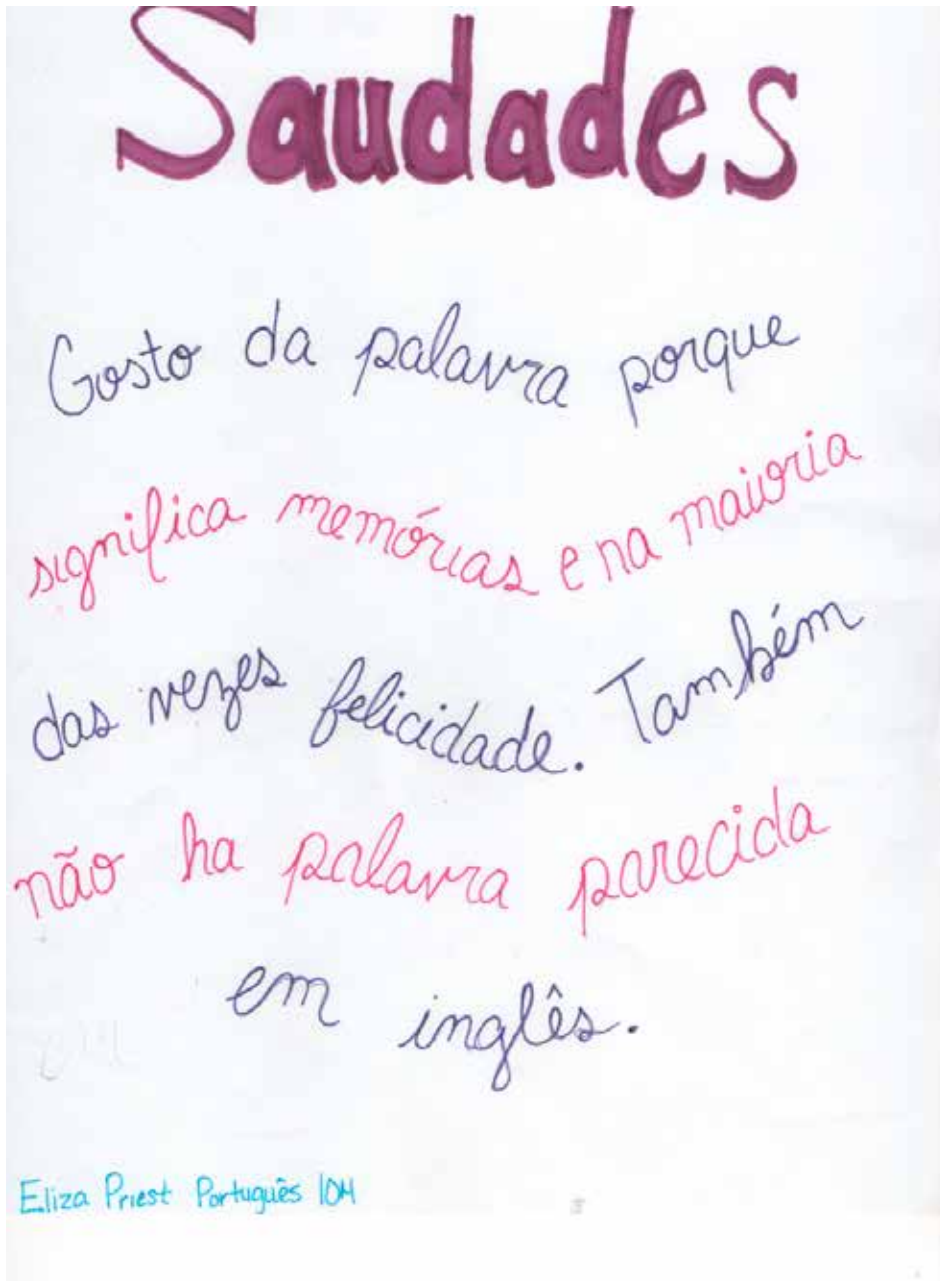 Saudades
Gosto da palavra porque
significa memórias e na maioria
das vezes felicidade. Também
não ha palavra parecida
em inglês.
Eliza Priest Português 10H